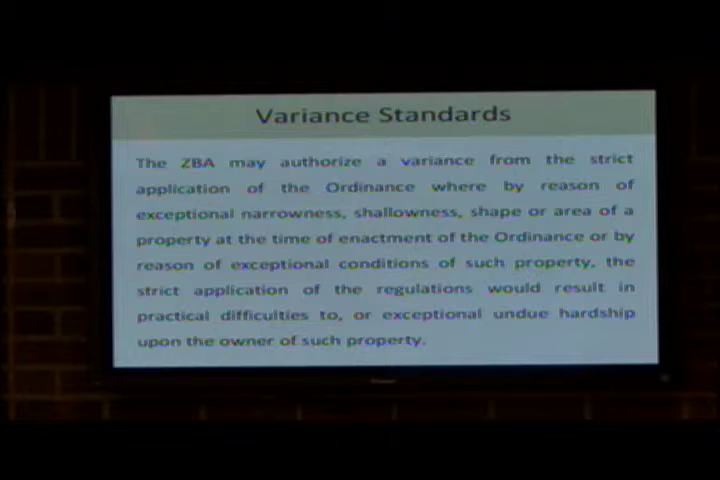 Variance Standards
The ZBA may authorize a variance from the strict
application of the Ordinance where by reason of
exceptional narrowness, shallowness, shape or area of a
property at the time of enactment of the Ordinance or by
reason of exceptional conditions of such property, the
strict application of the regulations would result in
practical difficulties to, or exceptional undue hardship
upon the owner of such property.